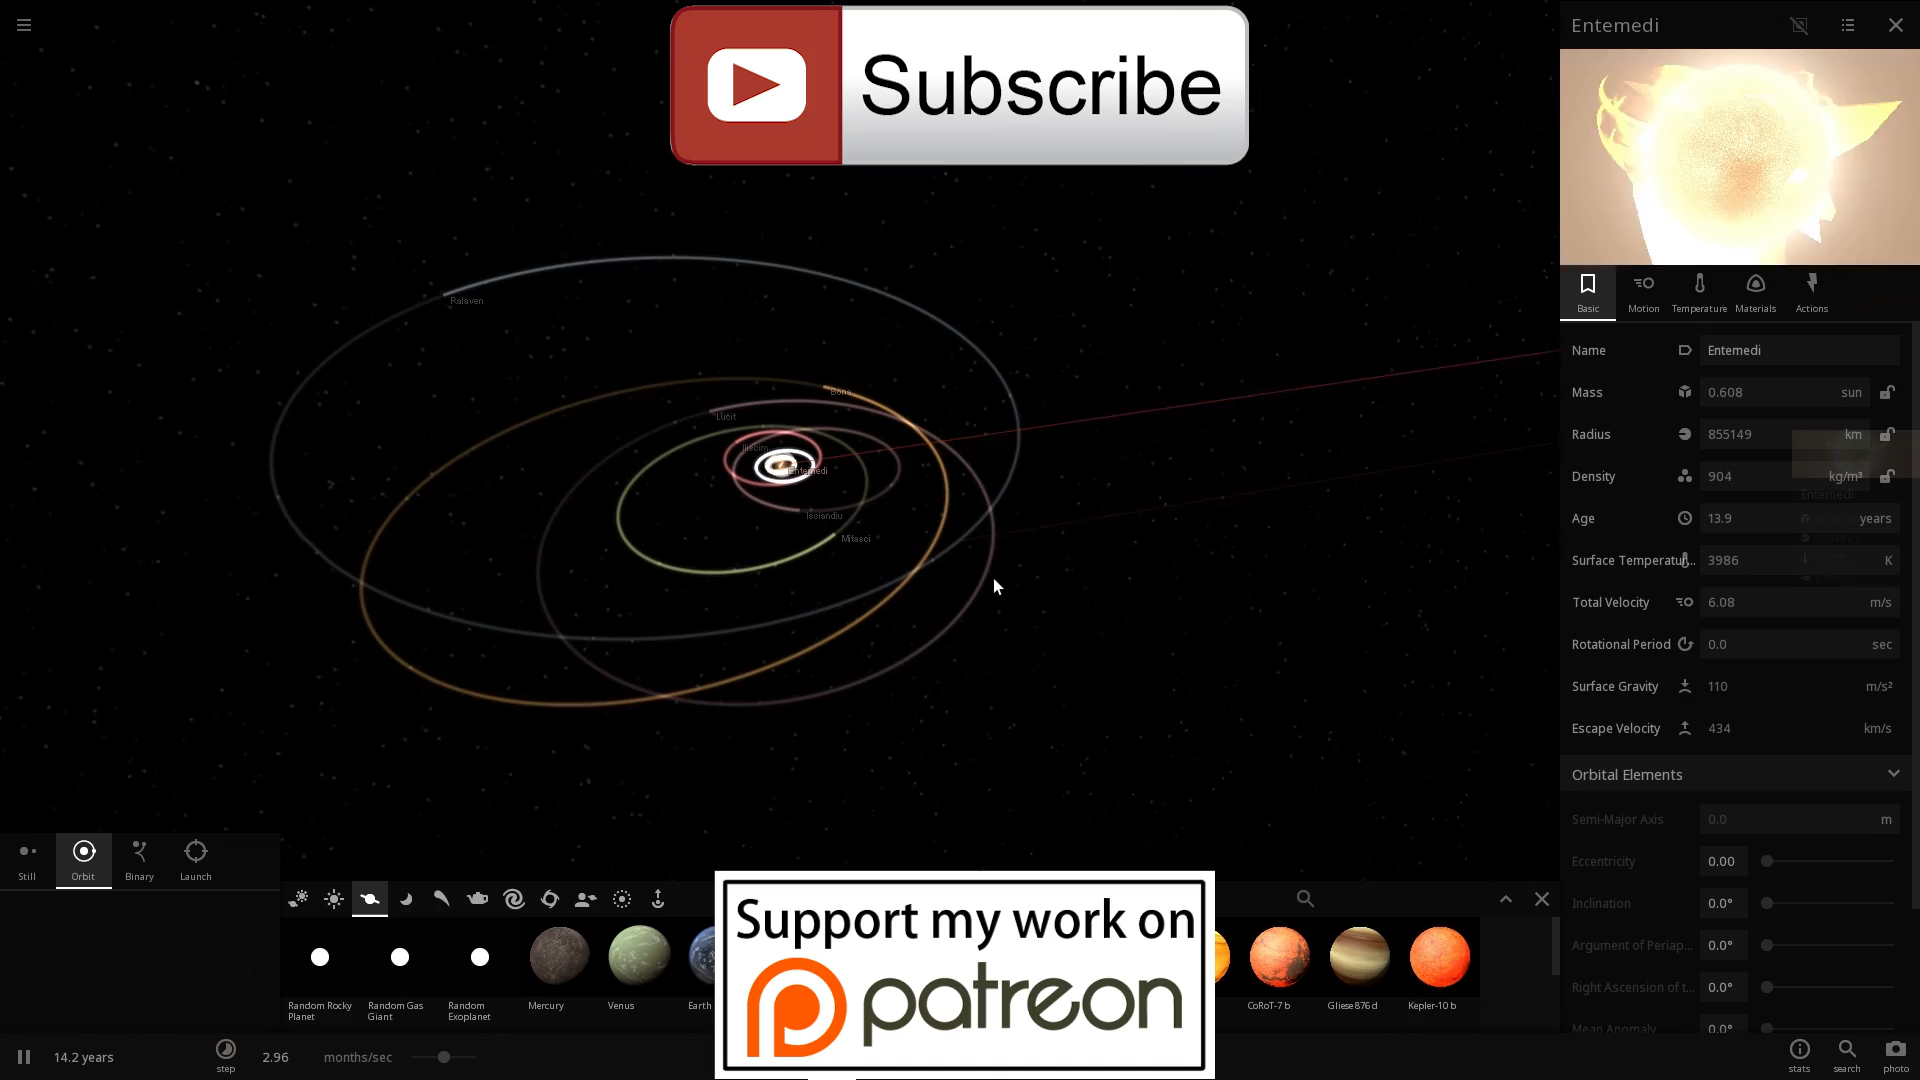 Subscribe
Entemedi
Basic
Motion
Temperature
Materials
Actions
Name Entemedi
Mass 0.608 sun
Radius 855149 km
Density 904 kg/m³
Entemedi
Age 13.9 years
Surface Temperatur... 3986 K
Total Velocity 6.08 m/s
Rotational Period 0.0 sec
Surface Gravity 110 m/s²
Escape Velocity 434 km/s
Orbital Elements
Semi-Major Axis 0.0 m
Eccentricity 0.00
Inclination 0.0°
Argument of Periap... 0.0°
Right Ascension of t... 0.0°
Mean Anomaly 0.0°
Ralaven
Bona
Lucit
Iliscim
Entemedi
Isciandiu
Mitasci
Still
Orbit
Binary
Launch
Random Rocky Planet
Random Gas Giant
Random Exoplanet
Mercury
Venus
Earth
CoRoT-7 b
Gliese 876 d
Kepler-10 b
Support my work on
patreon
14.2 years
step
2.96 months/sec
stats
search
photo